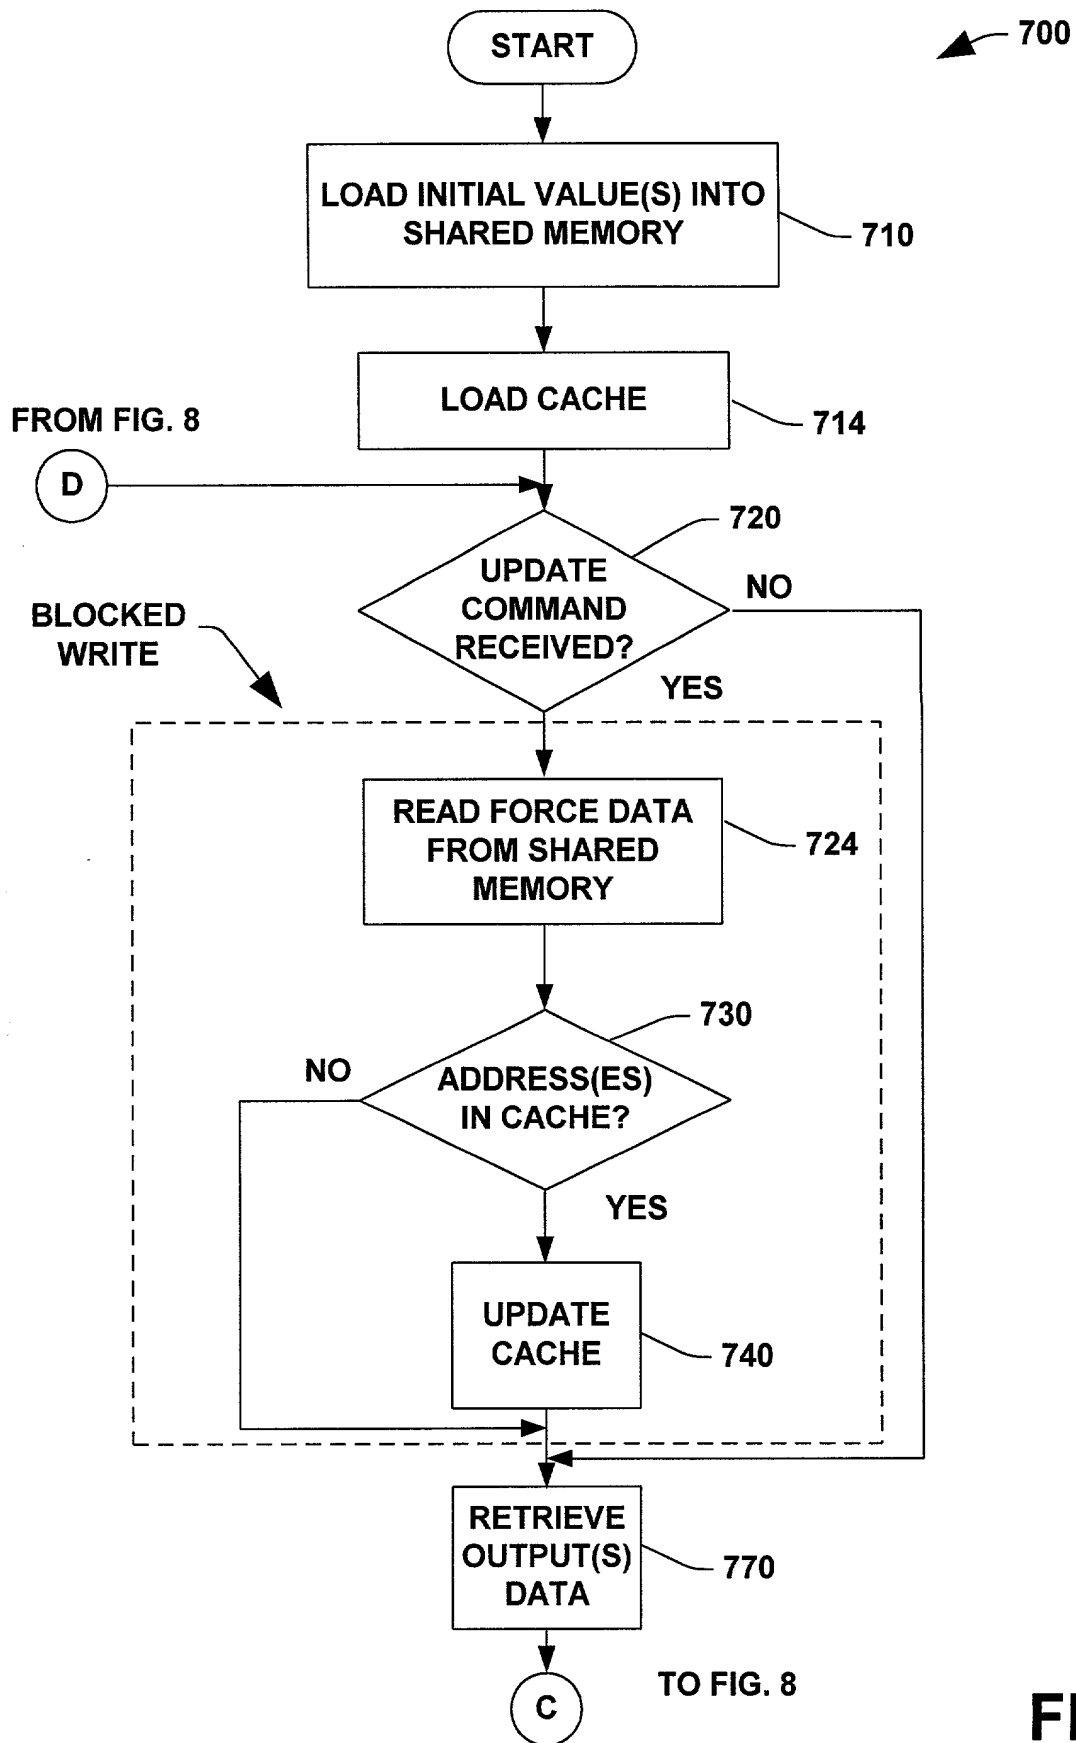 START
700
LOAD INITIAL VALUE(S) INTO
SHARED MEMORY
710
LOAD CACHE
714
FROM FIG. 8
D
720
UPDATE
COMMAND
RECEIVED?
NO
YES
BLOCKED
WRITE
READ FORCE DATA
FROM SHARED
MEMORY
724
730
NO
ADDRESS(ES)
IN CACHE?
YES
UPDATE
CACHE
740
RETRIEVE
OUTPUT(S)
DATA
770
TO FIG. 8
C